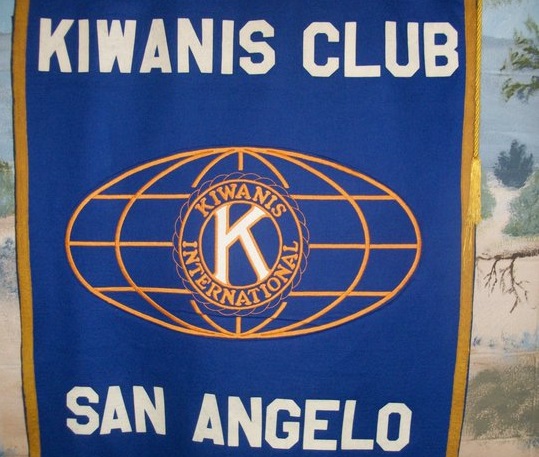 KIWANIS CLUB
KIWANIS
K
INTERNATIONAL
SAN ANGELO